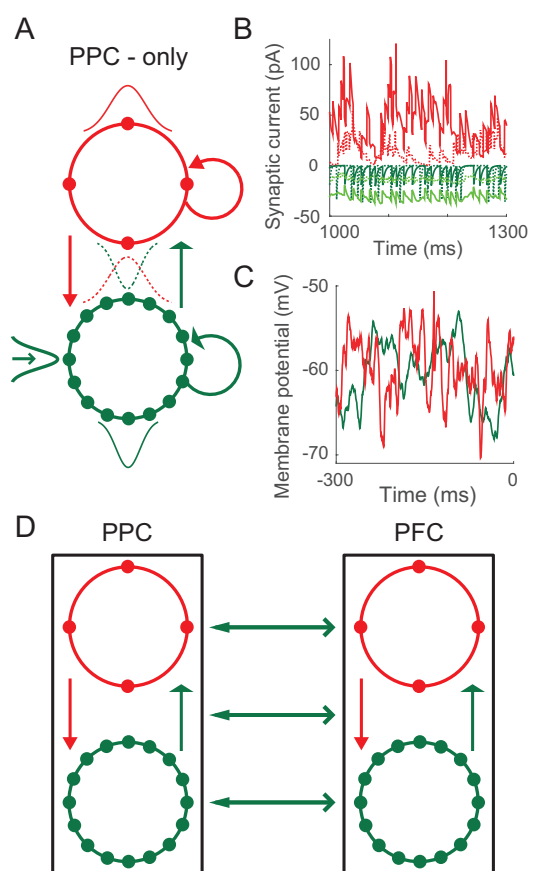 A
PPC - only
B
Synaptic current (pA)
100
50
0
-50
1000
1300
Time (ms)
C
Membrane potential (mV)
-50
-60
-70
-300
0
Time (ms)
D
PPC
PFC